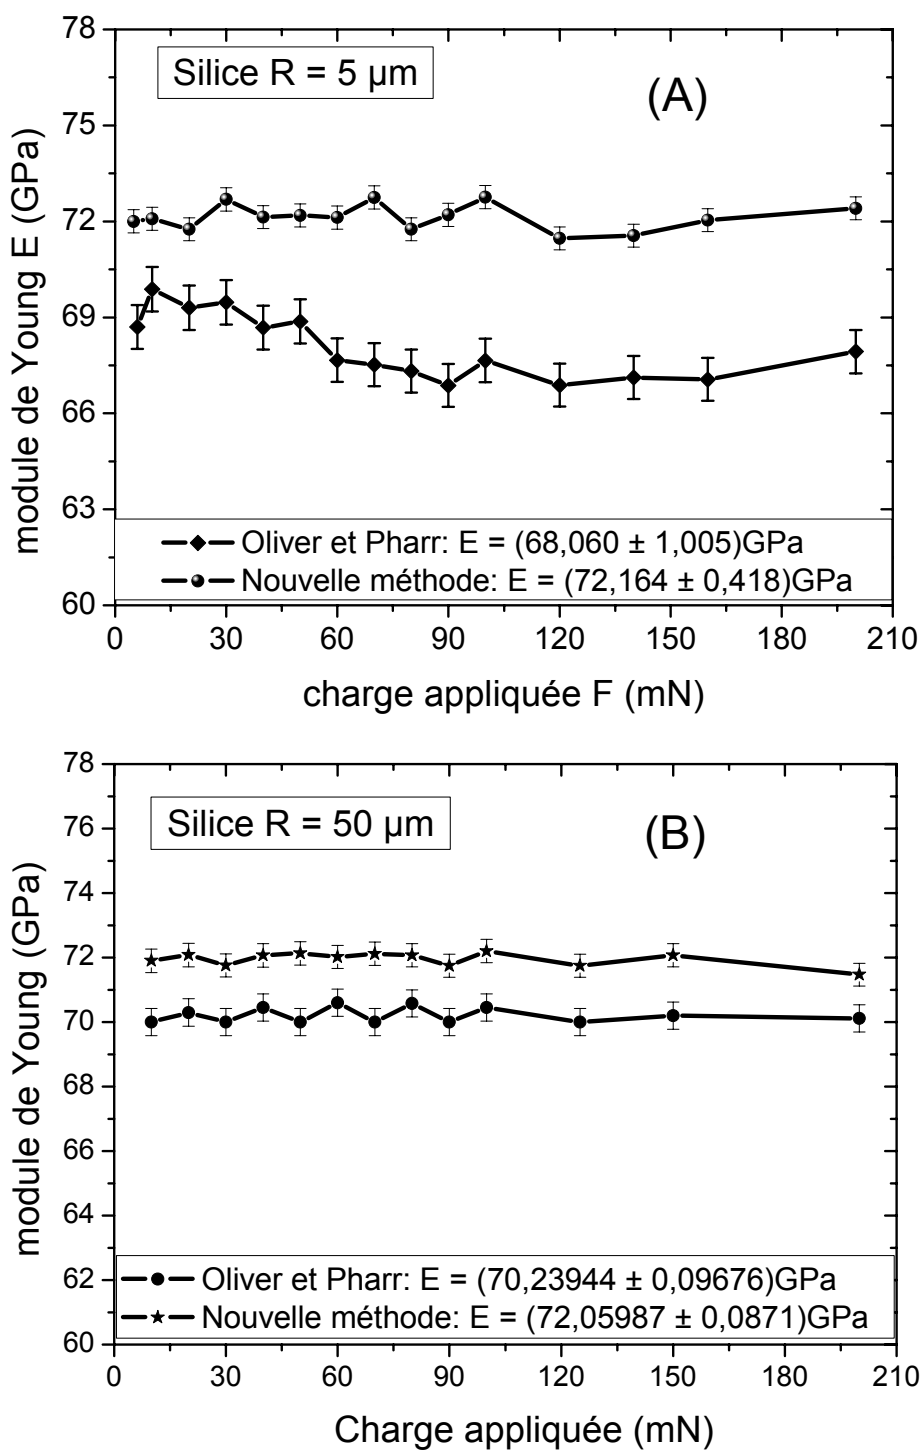 78
75
72
69
66
63
60
module de Young E (GPa)
Silice R = 5 µm
(A)
Oliver et Pharr: E = (68,060 ± 1,005)GPa
Nouvelle méthode: E = (72,164 ± 0,418)GPa
0 30 60 90 120 150 180 210
charge appliquée F (mN)
78
76
74
72
70
68
66
64
62
60
module de Young (GPa)
Silice R = 50 µm
(B)
Oliver et Pharr: E = (70,23944 ± 0,09676)GPa
Nouvelle méthode: E = (72,05987 ± 0,0871)GPa
0 30 60 90 120 150 180 210
Charge appliquée (mN)